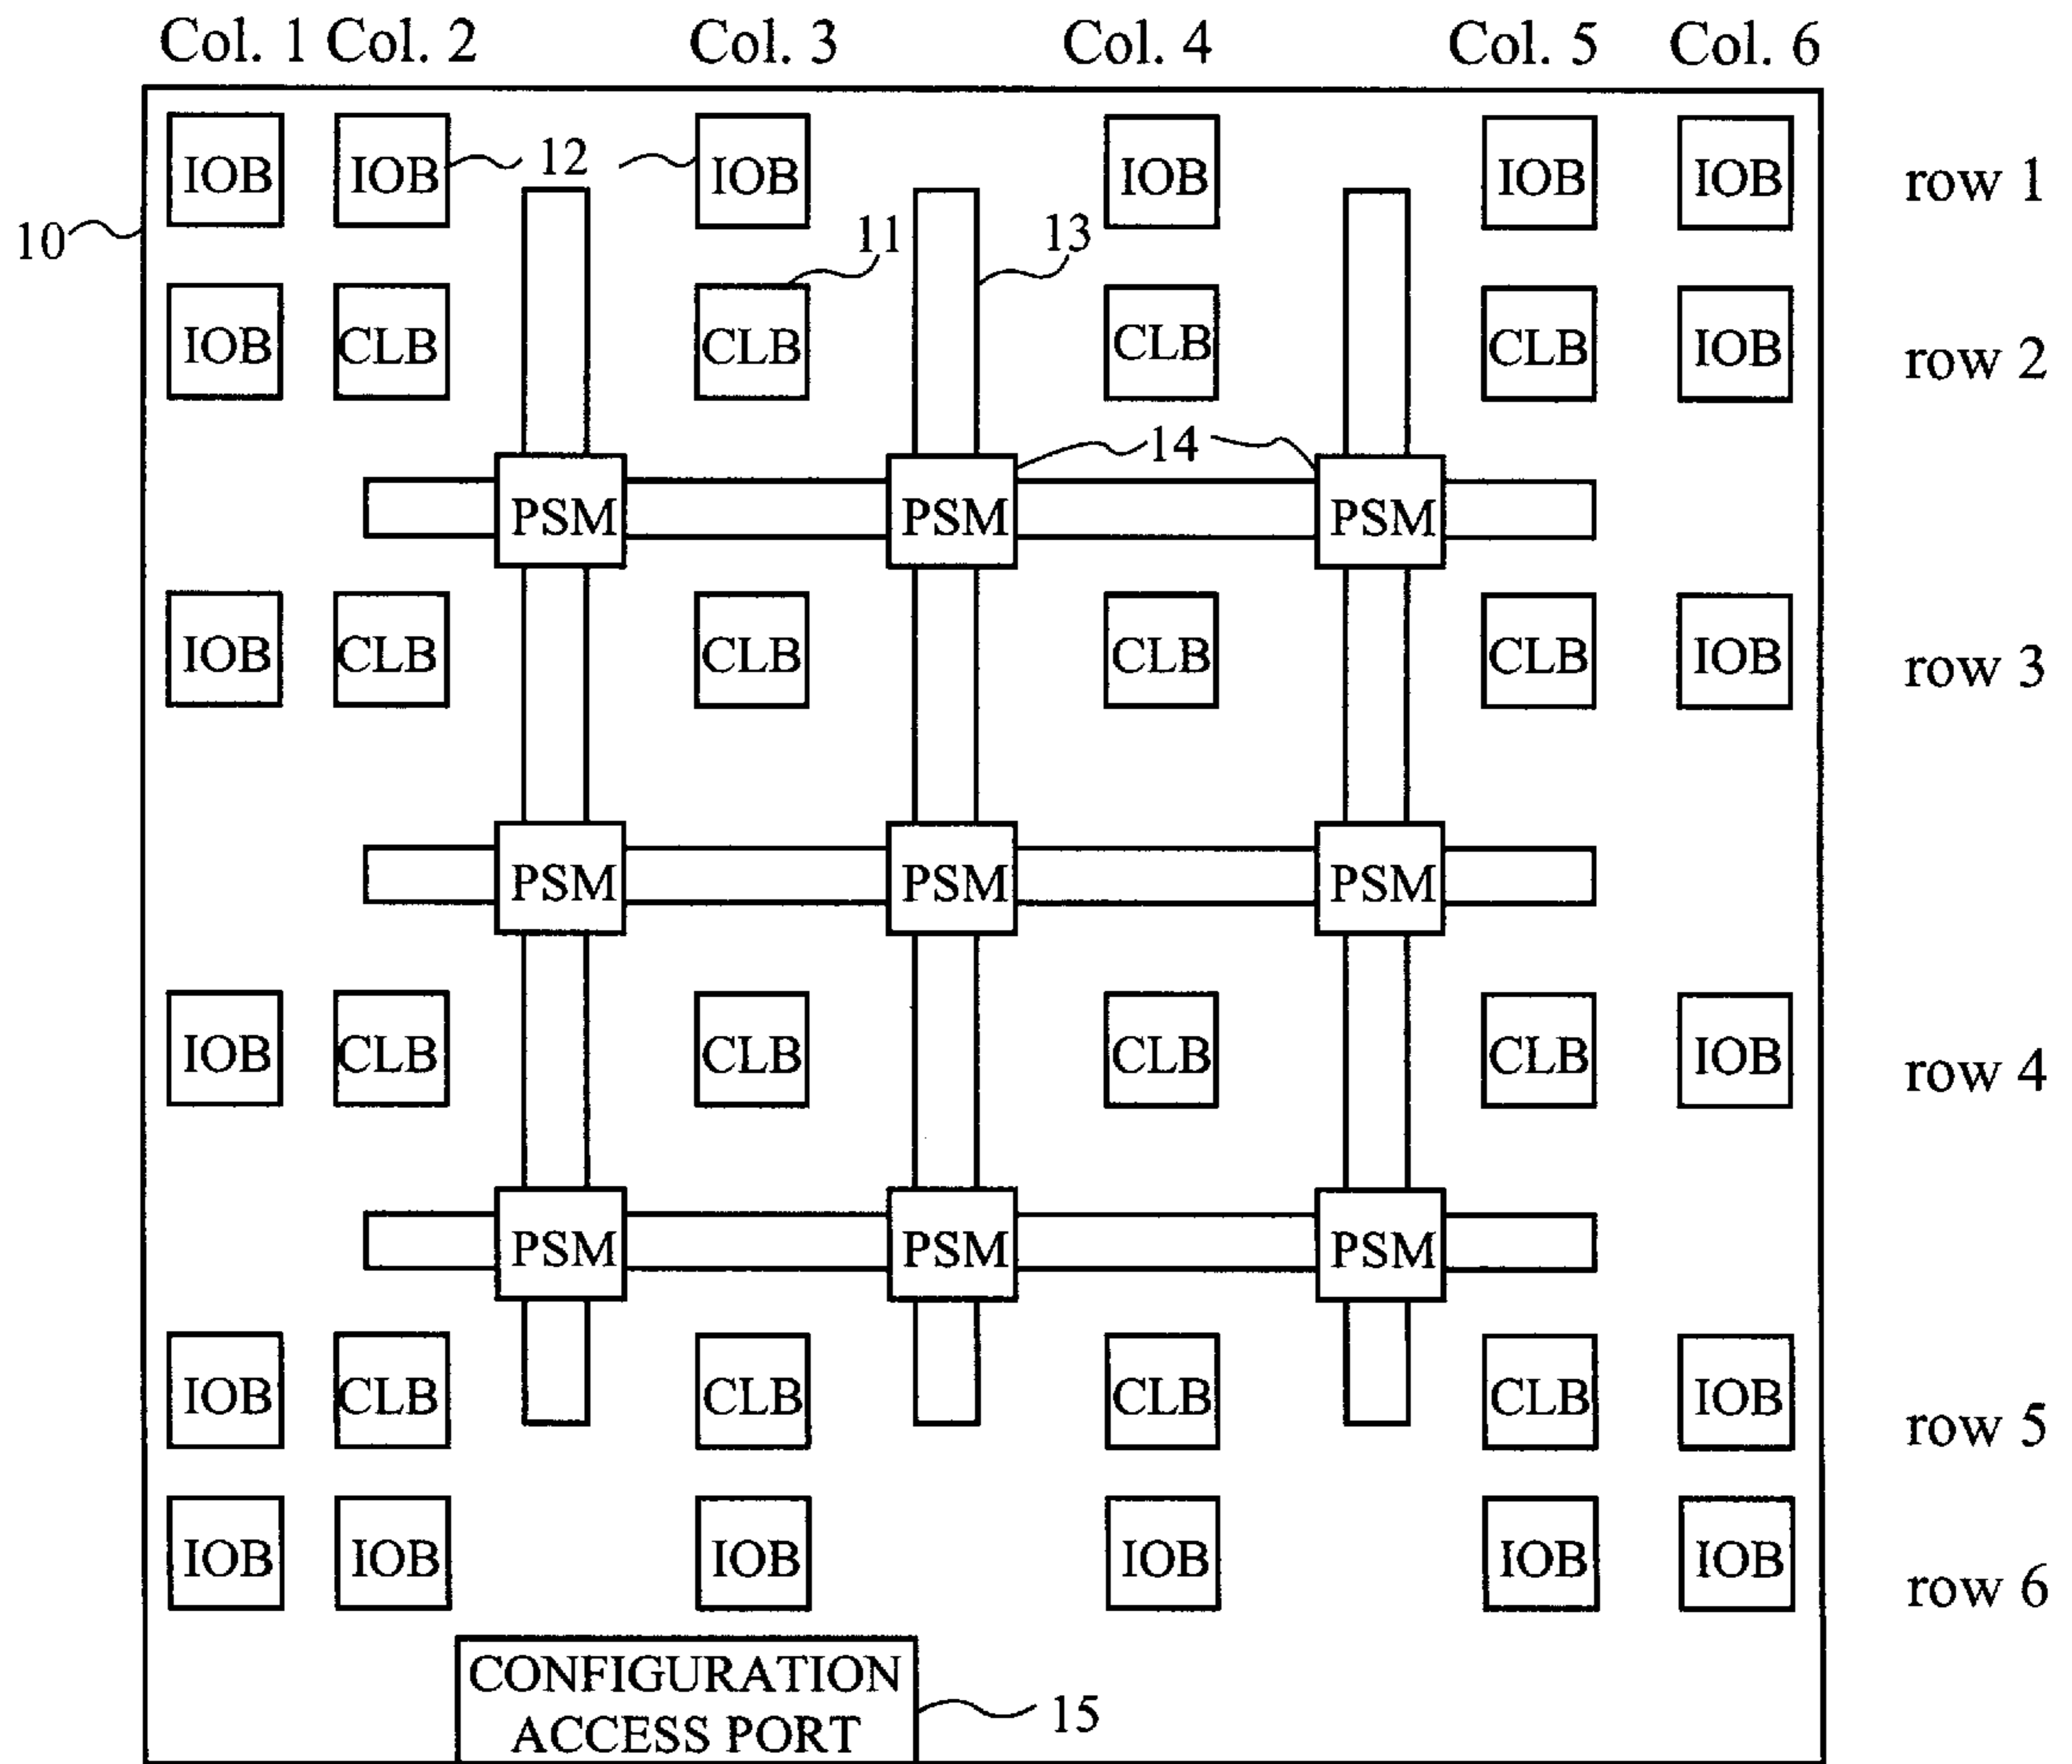 Col. 1 Col. 2 Col. 3 Col. 4 Col. 5 Col. 6
IOB IOB 12 IOB IOB IOB IOB row 1
10 11 13
IOB CLB CLB CLB CLB IOB row 2
14
PSM PSM PSM
IOB CLB CLB CLB CLB IOB row 3
PSM PSM PSM
IOB CLB CLB CLB CLB IOB row 4
PSM PSM PSM
IOB CLB CLB CLB CLB IOB row 5
IOB IOB IOB IOB IOB IOB row 6
CONFIGURATION
ACCESS PORT 15